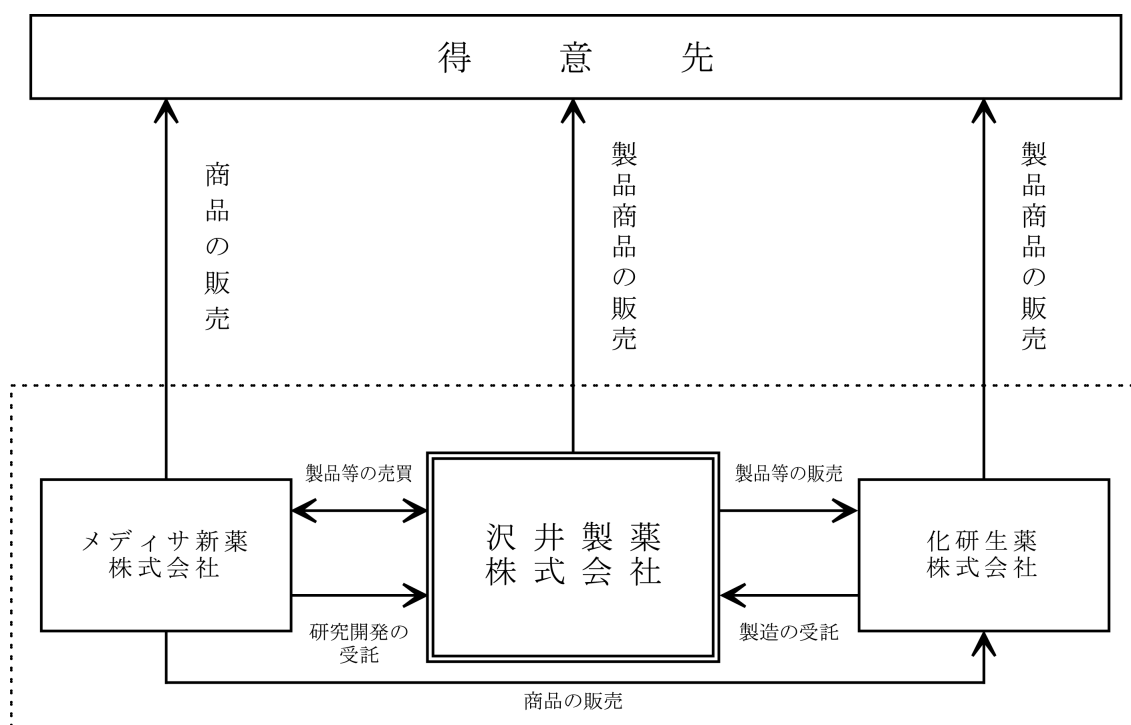 得意先
商品の販売
製品商品の販売
製品商品の販売
製品等の売買
製品等の販売
メディサ新薬
株式会社
沢井製薬
株式会社
化研生薬
株式会社
研究開発の
受託
製造の受託
商品の販売